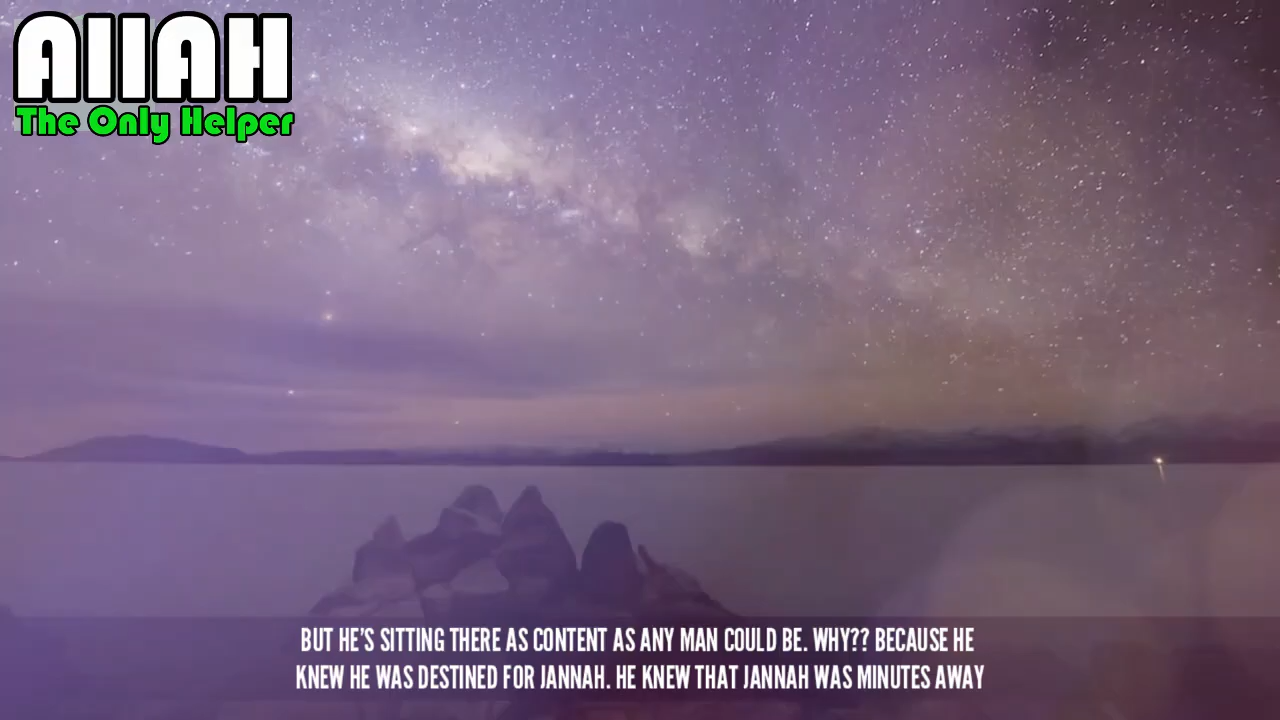 AllAH
The Only Helper
BUT HE'S SITTING THERE AS CONTENT AS ANY MAN COULD BE. WHY?? BECAUSE HE
KNEW HE WAS DESTINED FOR JANNAH. HE KNEW THAT JANNAH WAS MINUTES AWAY